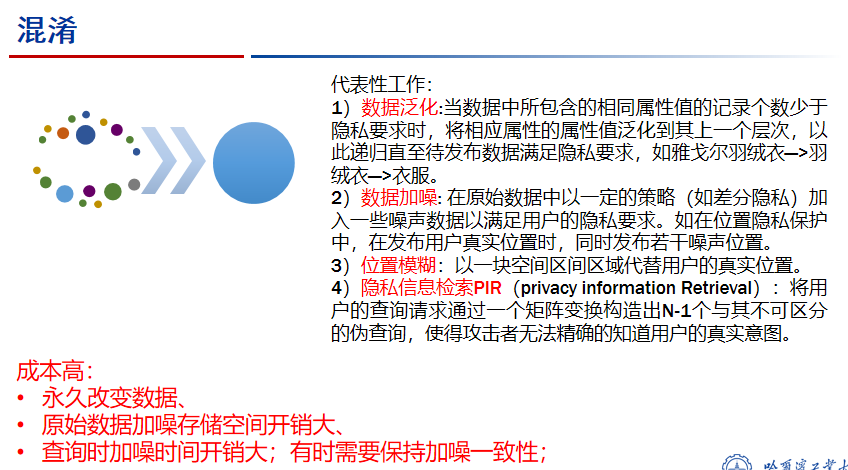 混淆
代表性工作：
1）数据泛化:当数据中所包含的相同属性值的记录个数少于
隐私要求时，将相应属性的属性值泛化到其上一个层次，以
此递归直至待发布数据满足隐私要求，如雅戈尔羽绒衣—>羽
绒衣—>衣服。
2）数据加噪: 在原始数据中以一定的策略（如差分隐私）加
入一些噪声数据以满足用户的隐私要求。如在位置隐私保护
中，在发布用户真实位置时，同时发布若干噪声位置。
3）位置模糊：以一块空间区间区域代替用户的真实位置。
4）隐私信息检索PIR（privacy information Retrieval）：将用
户的查询请求通过一个矩阵变换构造出N-1个与其不可区分
的伪查询，使得攻击者无法精确的知道用户的真实意图。
成本高：
• 永久改变数据、
• 原始数据加噪存储空间开销大、
• 查询时加噪时间开销大；有时需要保持加噪一致性；